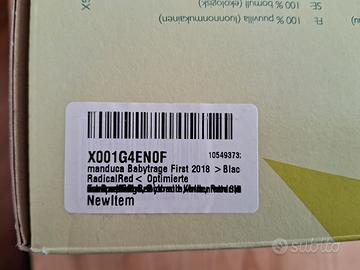 SE: 100 % bomull (ekologisk)
FI: 100 % puuvilla (luonnonmukainen
X001G4EN0F
10549373
manduca Babytrage First 2018 >Blac
RadicalRed< Optimierte
NewItem
subito